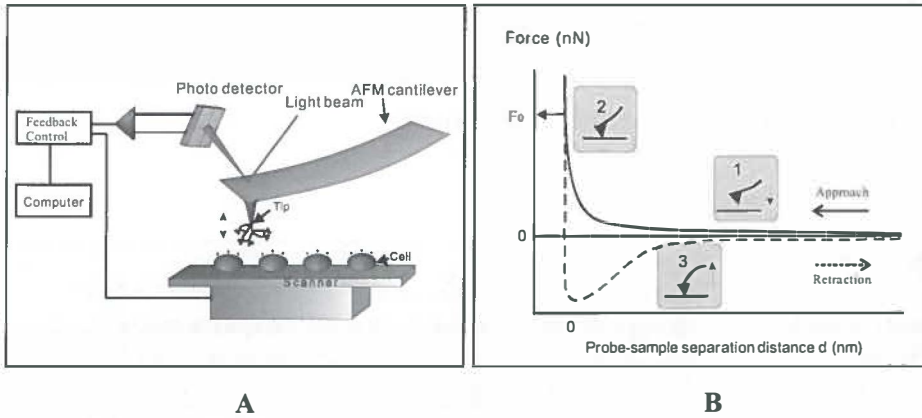 Photo detector
Light beam
AFM cantilever
Feedback
Control
Computer
Tip
Cell
Scanner
A
Force (nN)
F₀
2
1
Approach
0
3
Retraction
0
Probe-sample separation distance d (nm)
B